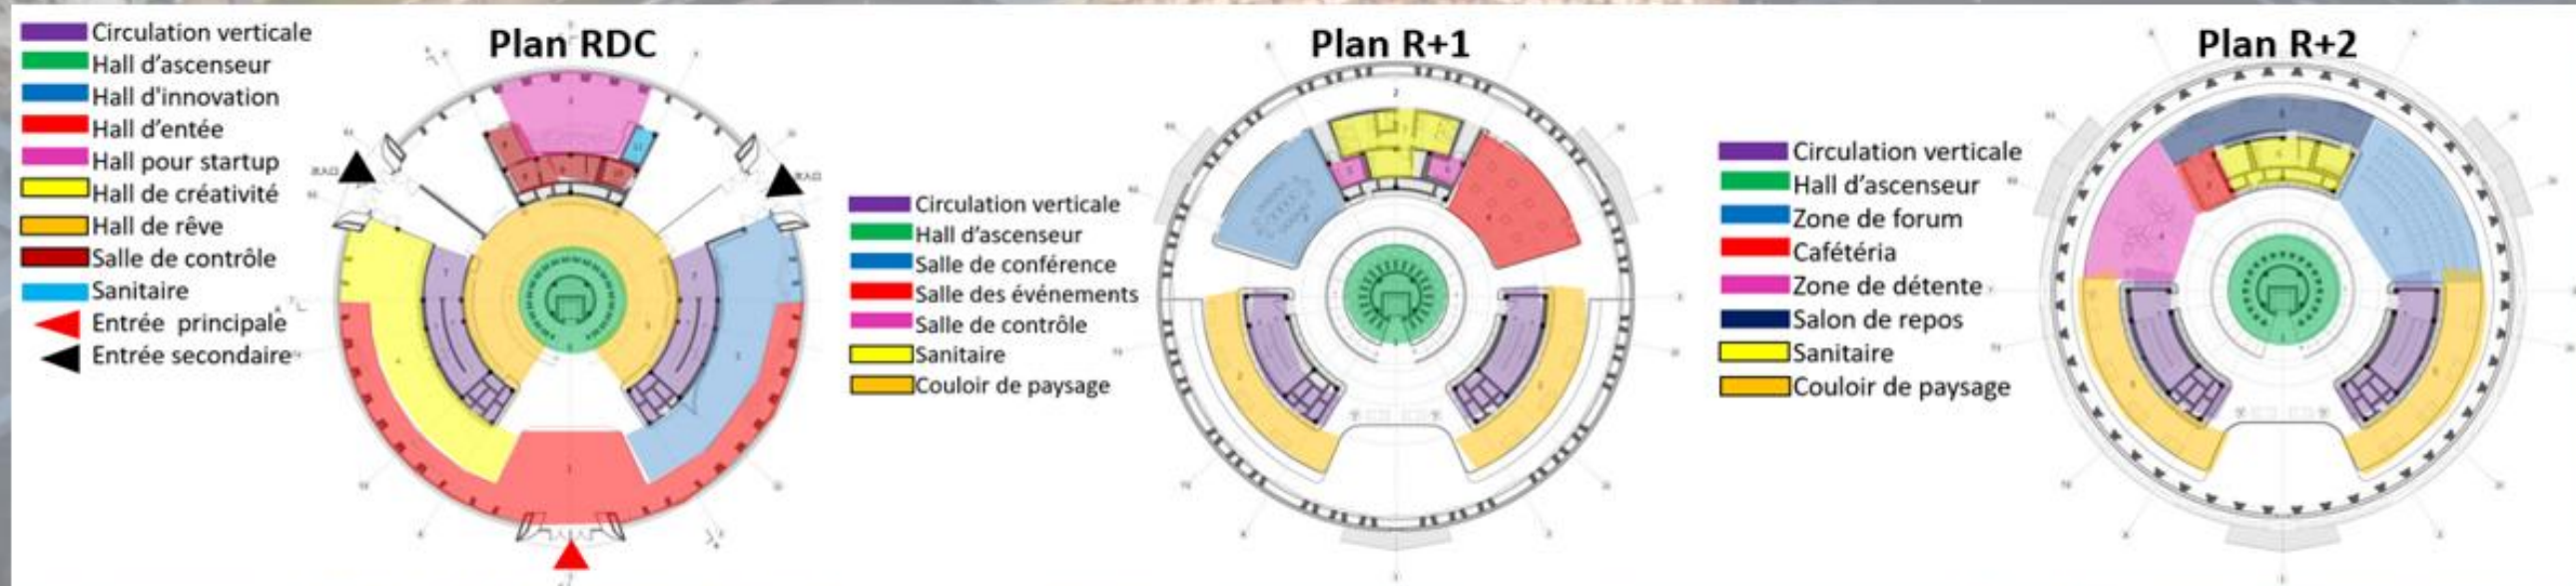 Plan RDC
Circulation verticale
Hall d'ascenseur
Hall d'innovation
Hall d'entée
Hall pour startup
Hall de créativité
Hall de rêve
Salle de contrôle
Sanitaire
Entrée principale
Entrée secondaire
Plan R+1
Circulation verticale
Hall d'ascenseur
Salle de conférence
Salle des événements
Salle de contrôle
Sanitaire
Couloir de paysage
Plan R+2
Circulation verticale
Hall d'ascenseur
Zone de forum
Cafétéria
Zone de détente
Salon de repos
Sanitaire
Couloir de paysage